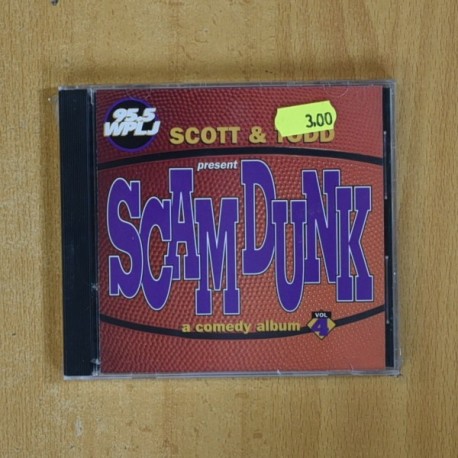 95.5
WPLJ
SCOTT & TODD
3.00
present
SCAM DUNK
a comedy album
VOL
4